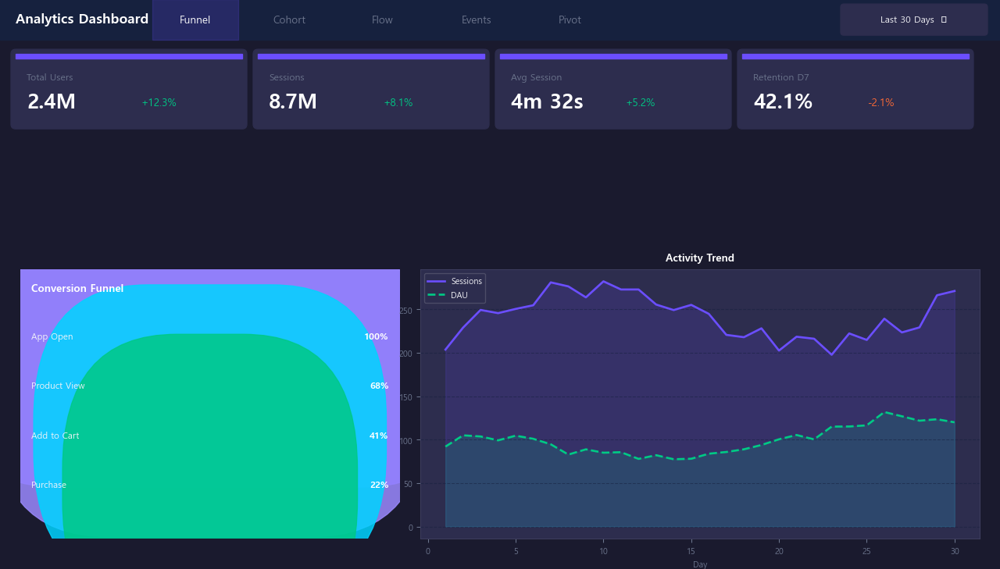 Analytics Dashboard
Funnel
Cohort
Flow
Events
Pivot
Last 30 Days
Total Users
2.4M
+12.3%
Sessions
8.7M
+8.1%
Avg Session
4m 32s
+5.2%
Retention D7
42.1%
-2.1%
Conversion Funnel
App Open
100%
Product View
68%
Add to Cart
41%
Purchase
22%
Activity Trend
Sessions
DAU
250
200
150
100
50
0
0
5
10
15
20
25
30
Day